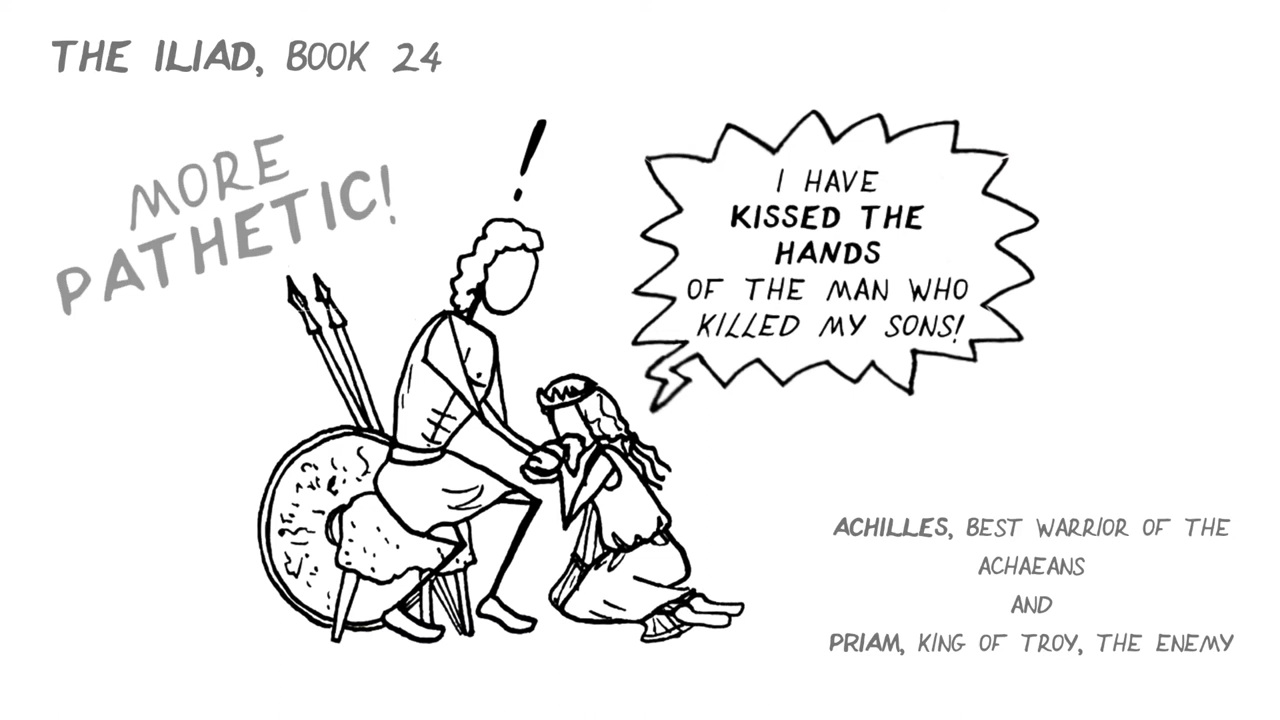 THE ILIAD, BOOK 24
MORE
PATHETIC!
!
I HAVE
KISSED THE
HANDS
OF THE MAN WHO
KILLED MY SONS!
ACHILLES, BEST WARRIOR OF THE
ACHAEANS
AND
PRIAM, KING OF TROY, THE ENEMY